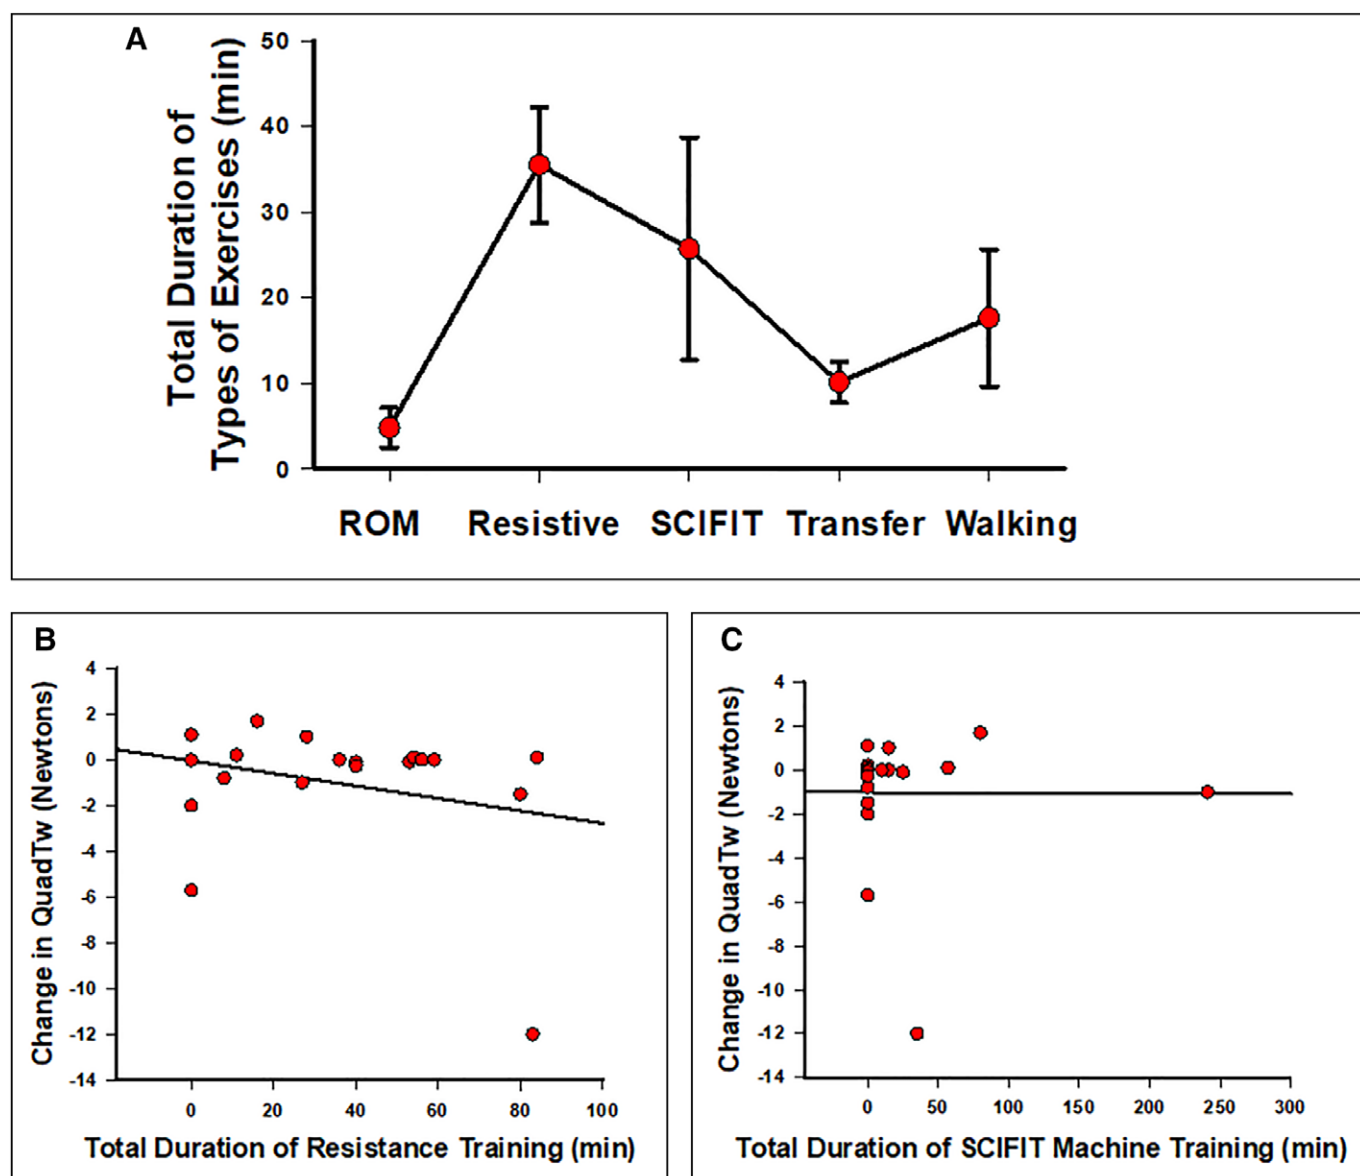 A
Total Duration of
Types of Exercises (min)
50
40
30
20
10
0
ROM Resistive SCIFIT Transfer Walking
B
Change in QuadTw (Newtons)
4
2
0
-2
-4
-6
-8
-10
-12
-14
0 20 40 60 80 100
Total Duration of Resistance Training (min)
C
Change in QuadTw (Newtons)
4
2
0
-2
-4
-6
-8
-10
-12
-14
0 50 100 150 200 250 300
Total Duration of SCIFIT Machine Training (min)